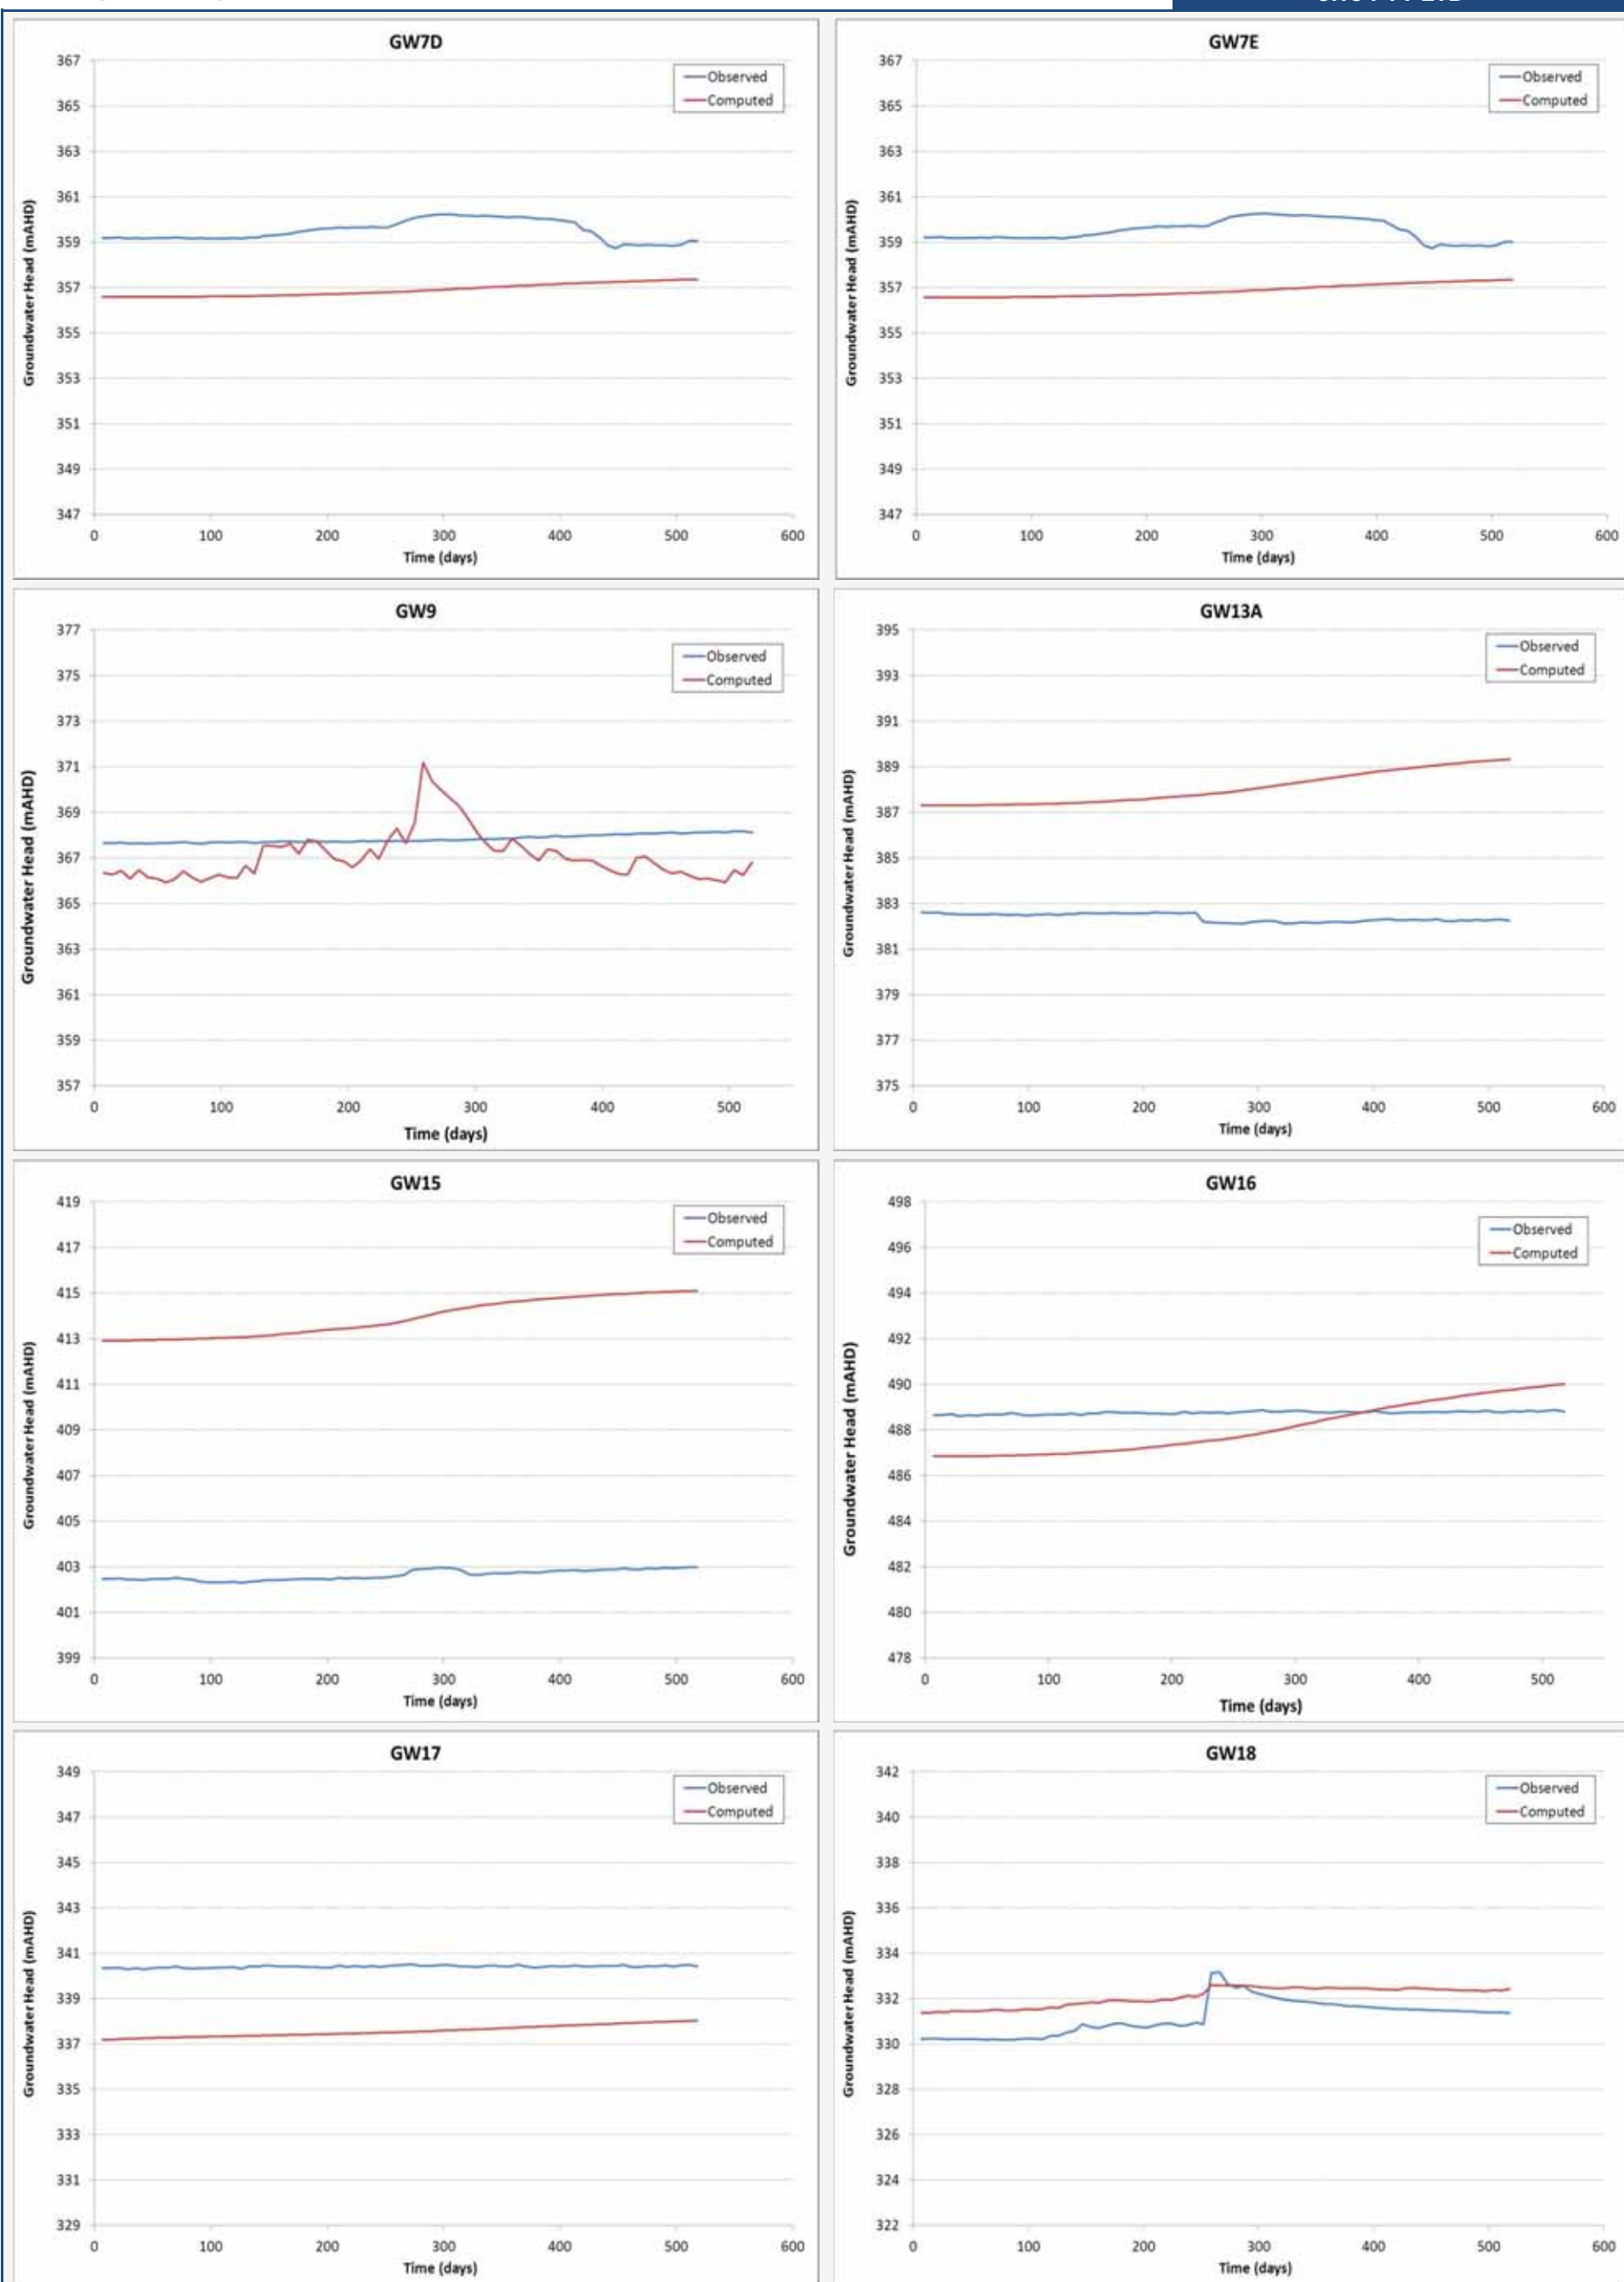 GW7D
367
365
363
361
359
357
355
353
351
349
347
0 100 200 300 400 500 600
Groundwater Head (mAHD)
Time (days)
Observed
Computed
GW7E
367
365
363
361
359
357
355
353
351
349
347
0 100 200 300 400 500 600
Groundwater Head (mAHD)
Time (days)
Observed
Computed
GW9
377
375
373
371
369
367
365
363
361
359
357
0 100 200 300 400 500
Groundwater Head (mAHD)
Time (days)
Observed
Computed
GW13A
395
393
391
389
387
385
383
381
379
377
375
0 100 200 300 400 500 600
Groundwater Head (mAHD)
Time (days)
Observed
Computed
GW15
419
417
415
413
411
409
407
405
403
401
399
0 100 200 300 400 500 600
Groundwater Head (mAHD)
Time (days)
Observed
Computed
GW16
498
496
494
492
490
488
486
484
482
480
478
0 100 200 300 400 500
Groundwater Head (mAHD)
Time (days)
Observed
Computed
GW17
349
347
345
343
341
339
337
335
333
331
329
0 100 200 300 400 500 600
Groundwater Head (mAHD)
Time (days)
Observed
Computed
GW18
342
340
338
336
334
332
330
328
326
324
322
0 100 200 300 400 500 600
Groundwater Head (mAHD)
Time (days)
Observed
Computed